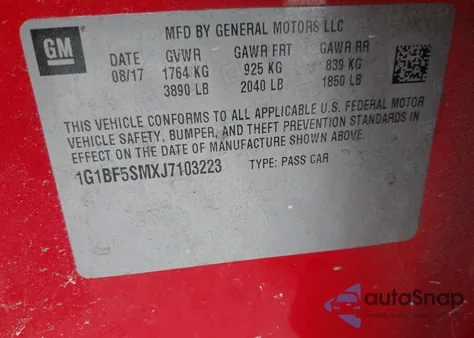 GM
MFD BY GENERAL MOTORS LLC
DATE GVWR GAWR FRT GAWR RR
08/17 1764 KG 925 KG 839 KG
3890 LB 2040 LB 1850 LB
THIS VEHICLE CONFORMS TO ALL APPLICABLE U.S. FEDERAL MOTOR
VEHICLE SAFETY, BUMPER, AND THEFT PREVENTION STANDARDS IN
EFFECT ON THE DATE OF MANUFACTURE SHOWN ABOVE.
1G1BF5SMXJ7103223 TYPE: PASS CAR
autoSnap